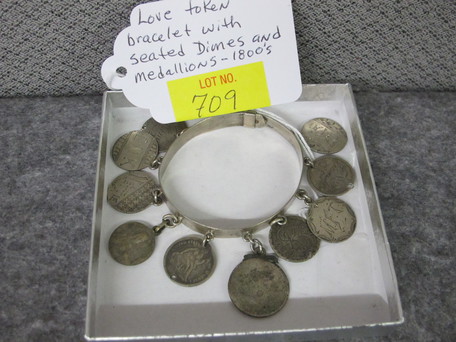 Love token
bracelet with
seated Dimes and
medallions - 1800's
LOT NO.
709